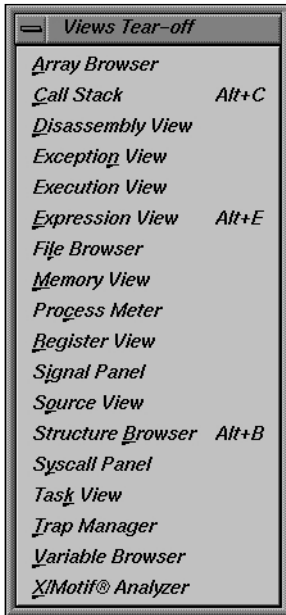 Views Tear-off
Array Browser
Call Stack Alt+C
Disassembly View
Exception View
Execution View
Expression View Alt+E
File Browser
Memory View
Process Meter
Register View
Signal Panel
Source View
Structure Browser Alt+B
Syscall Panel
Task View
Trap Manager
Variable Browser
X/Motif® Analyzer